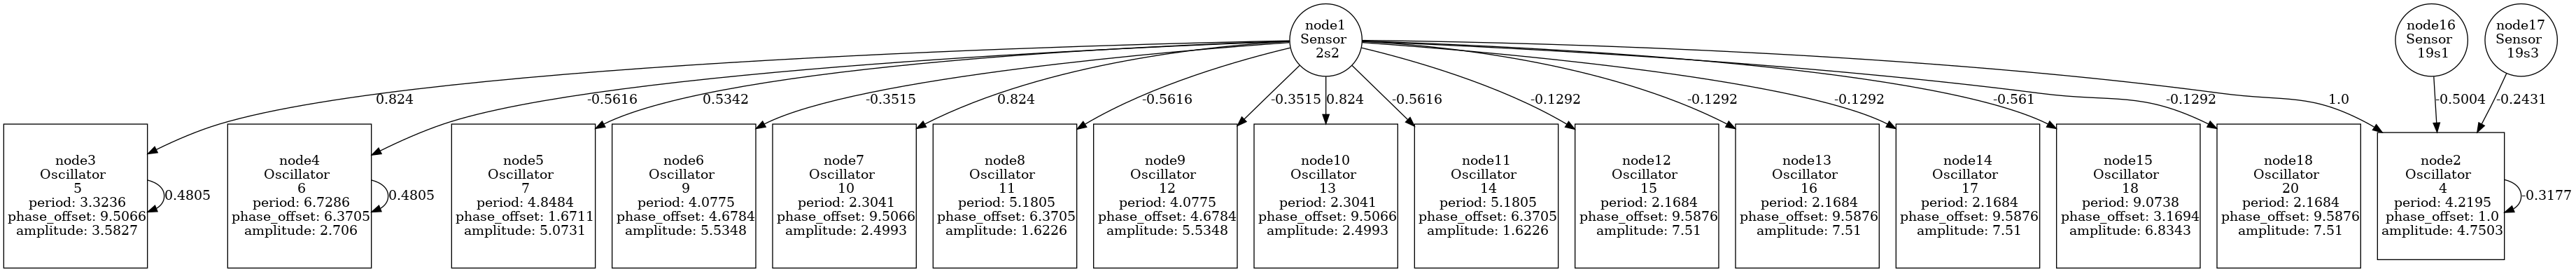 node1
Sensor
2s2
node16
Sensor
19s1
node17
Sensor
19s3
0.824
-0.5616
0.5342
-0.3515
0.824
-0.5616
-0.3515
0.824
-0.5616
-0.1292
-0.1292
-0.1292
-0.561
-0.1292
1.0
-0.5004
-0.2431
node3
Oscillator
5
period: 3.3236
phase_offset: 9.5066
amplitude: 3.5827
0.4805
node4
Oscillator
6
period: 6.7286
phase_offset: 6.3705
amplitude: 2.706
0.4805
node5
Oscillator
7
period: 4.8484
phase_offset: 1.6711
amplitude: 5.0731
node6
Oscillator
9
period: 4.0775
phase_offset: 4.6784
amplitude: 5.5348
node7
Oscillator
10
period: 2.3041
phase_offset: 9.5066
amplitude: 2.4993
node8
Oscillator
11
period: 5.1805
phase_offset: 6.3705
amplitude: 1.6226
node9
Oscillator
12
period: 4.0775
phase_offset: 4.6784
amplitude: 5.5348
node10
Oscillator
13
period: 2.3041
phase_offset: 9.5066
amplitude: 2.4993
node11
Oscillator
14
period: 5.1805
phase_offset: 6.3705
amplitude: 1.6226
node12
Oscillator
15
period: 2.1684
phase_offset: 9.5876
amplitude: 7.51
node13
Oscillator
16
period: 2.1684
phase_offset: 9.5876
amplitude: 7.51
node14
Oscillator
17
period: 2.1684
phase_offset: 9.5876
amplitude: 7.51
node15
Oscillator
18
period: 9.0738
phase_offset: 3.1694
amplitude: 6.8343
node18
Oscillator
20
period: 2.1684
phase_offset: 9.5876
amplitude: 7.51
node2
Oscillator
4
period: 4.2195
phase_offset: 1.0
amplitude: 4.7503
-0.3177